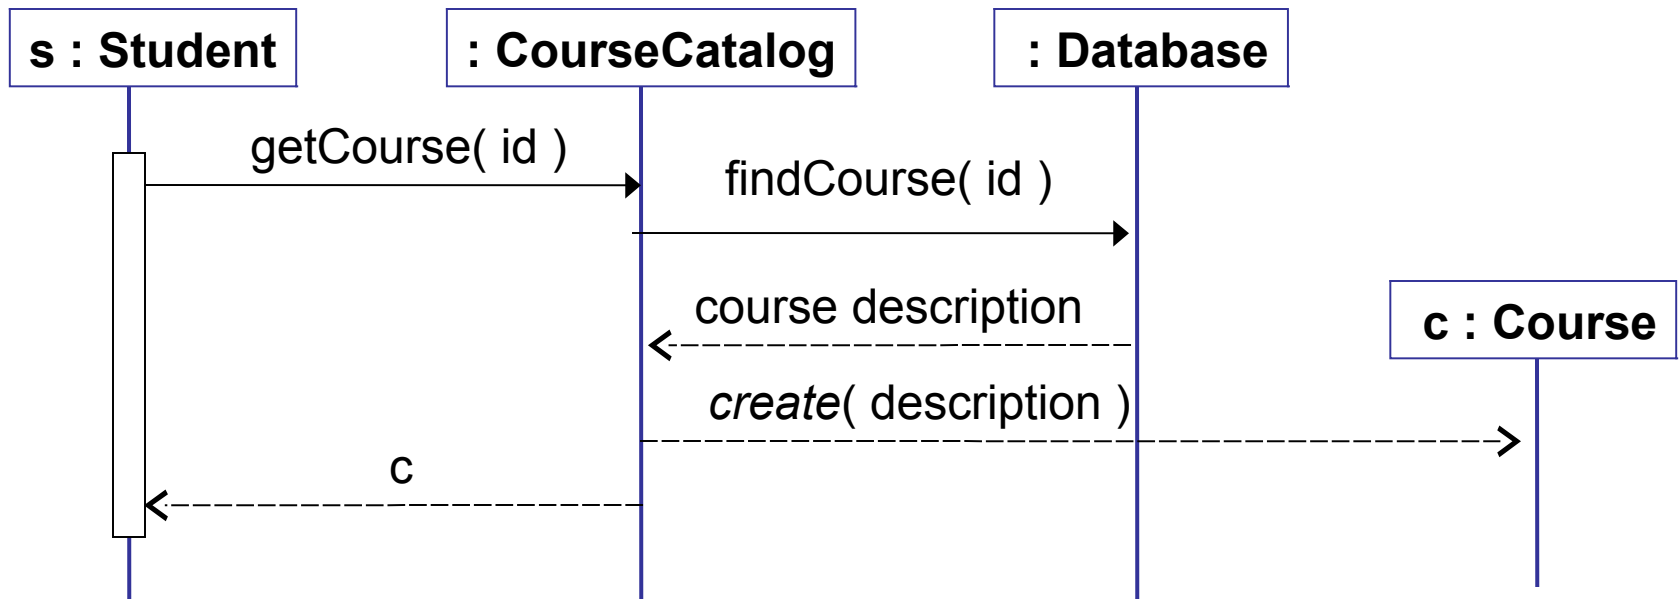 s : Student
: CourseCatalog
: Database
getCourse( id )
findCourse( id )
course description
c : Course
create( description )
c